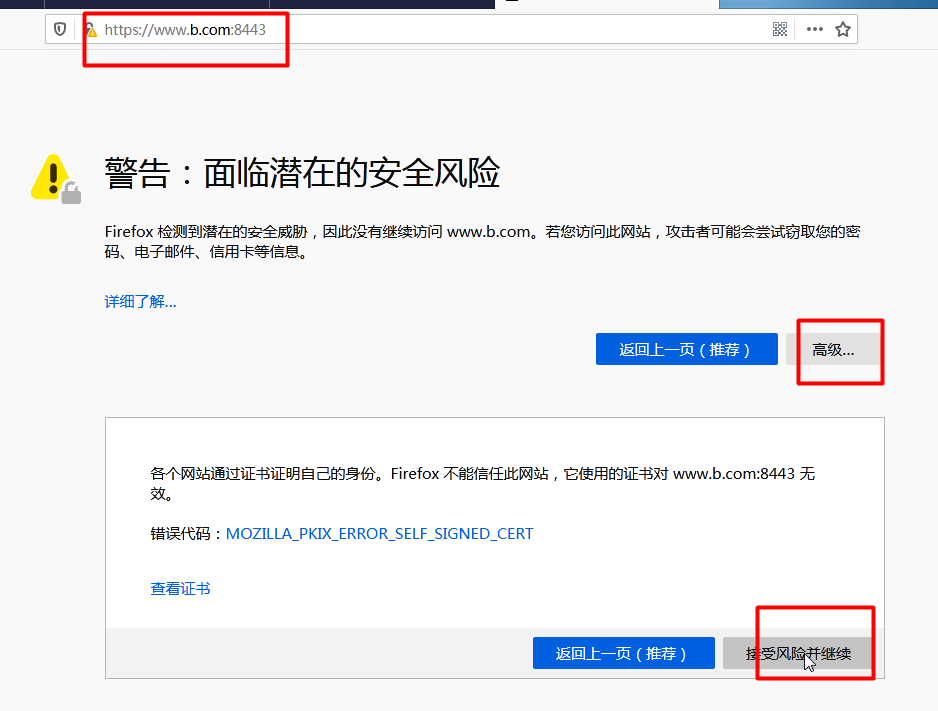 https://www.b.com:8443
警告：面临潜在的安全风险
Firefox 检测到潜在的安全威胁，因此没有继续访问 www.b.com。若您访问此网站，攻击者可能会尝试窃取您的密
码、电子邮件、信用卡等信息。
详细了解...
返回上一页（推荐）
高级...
各个网站通过证书证明自己的身份。Firefox 不能信任此网站，它使用的证书对 www.b.com:8443 无
效。
错误代码：MOZILLA_PKIX_ERROR_SELF_SIGNED_CERT
查看证书
返回上一页（推荐）
接受风险并继续